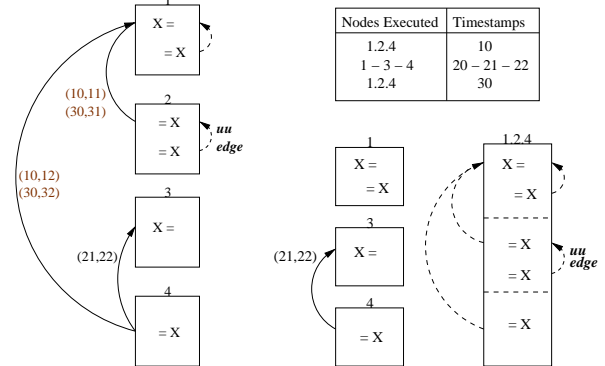 1
X =
= X
(10,11)
(30,31)
2
= X
= X
uu
edge
(10,12)
(30,32)
3
X =
(21,22)
4
= X
Nodes Executed Timestamps
1.2.4 10
1 – 3 – 4 20 – 21 – 22
1.2.4 30
1
X =
= X
3
X =
(21,22)
4
= X
1.2.4
X =
= X
= X
= X
uu
edge
= X